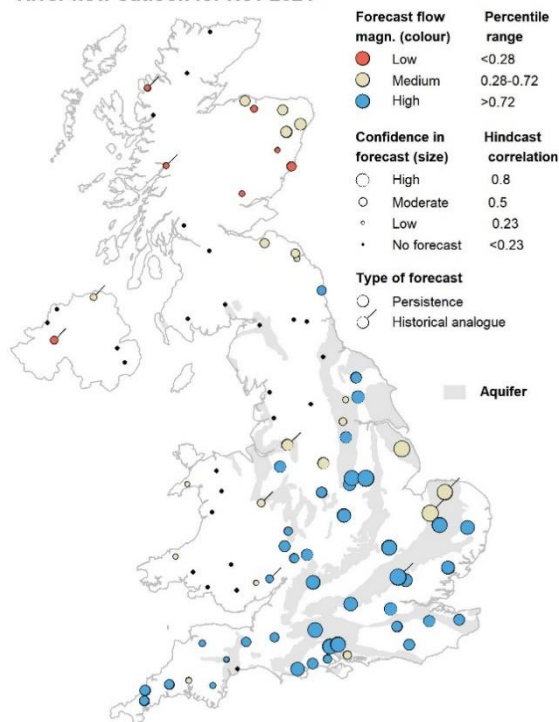 Forecast flow Percentile
magn. (colour) range
Low <0.28
Medium 0.28-0.72
High >0.72
Confidence in Hindcast
forecast (size) correlation
High 0.8
Moderate 0.5
Low 0.23
No forecast <0.23
Type of forecast
Persistence
Historical analogue
Aquifer